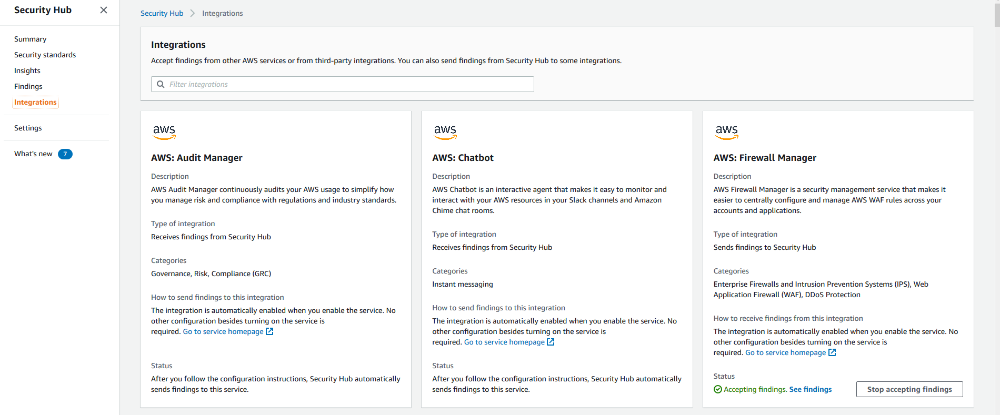 Security Hub
Summary
Security standards
Insights
Findings
Integrations
Settings
What's new 7
Security Hub Integrations
Integrations
Accept findings from other AWS services or from third-party integrations. You can also send findings from Security Hub to some integrations.
Filter integrations
aws
AWS: Audit Manager
Description
AWS Audit Manager continuously audits your AWS usage to simplify how
you manage risk and compliance with regulations and industry standards.
Type of integration
Receives findings from Security Hub
Categories
Governance, Risk, Compliance (GRC)
How to send findings to this integration
The integration is automatically enabled when you enable the service. No
other configuration besides turning on the service is
required. Go to service homepage
Status
After you follow the configuration instructions, Security Hub automatically
sends findings to this service.
aws
AWS: Chatbot
Description
AWS Chatbot is an interactive agent that makes it easy to monitor and
interact with your AWS resources in your Slack channels and Amazon
Chime chat rooms.
Type of integration
Receives findings from Security Hub
Categories
Instant messaging
How to send findings to this integration
The integration is automatically enabled when you enable the service. No
other configuration besides turning on the service is
required. Go to service homepage
Status
After you follow the configuration instructions, Security Hub automatically
sends findings to this service.
aws
AWS: Firewall Manager
Description
AWS Firewall Manager is a security management service that makes it
easier to centrally configure and manage AWS WAF rules across your
accounts and applications.
Type of integration
Sends findings to Security Hub
Categories
Enterprise Firewalls and Intrusion Prevention Systems (IPS), Web
Application Firewall (WAF), DDoS Protection
How to receive findings from this integration
The integration is automatically enabled when you enable the service. No
other configuration besides turning on the service is
required. Go to service homepage
Status
Accepting findings. See findings
Stop accepting findings